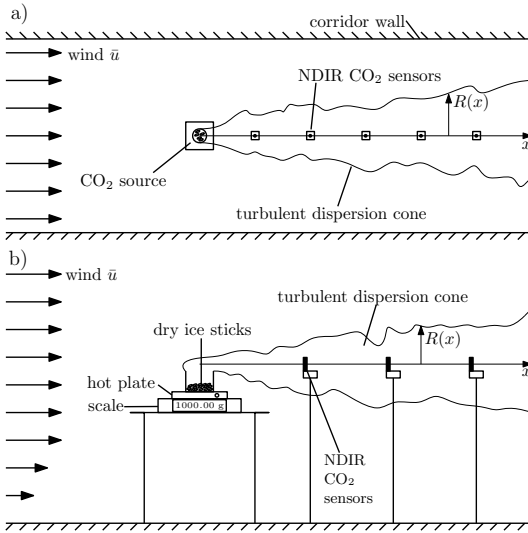 a)
corridor wall
wind ū
NDIR CO₂ sensors
R(x)
x
CO₂ source
turbulent dispersion cone
b)
wind ū
turbulent dispersion cone
dry ice sticks
R(x)
hot plate
x
scale
1000.00 g
NDIR
CO₂
sensors